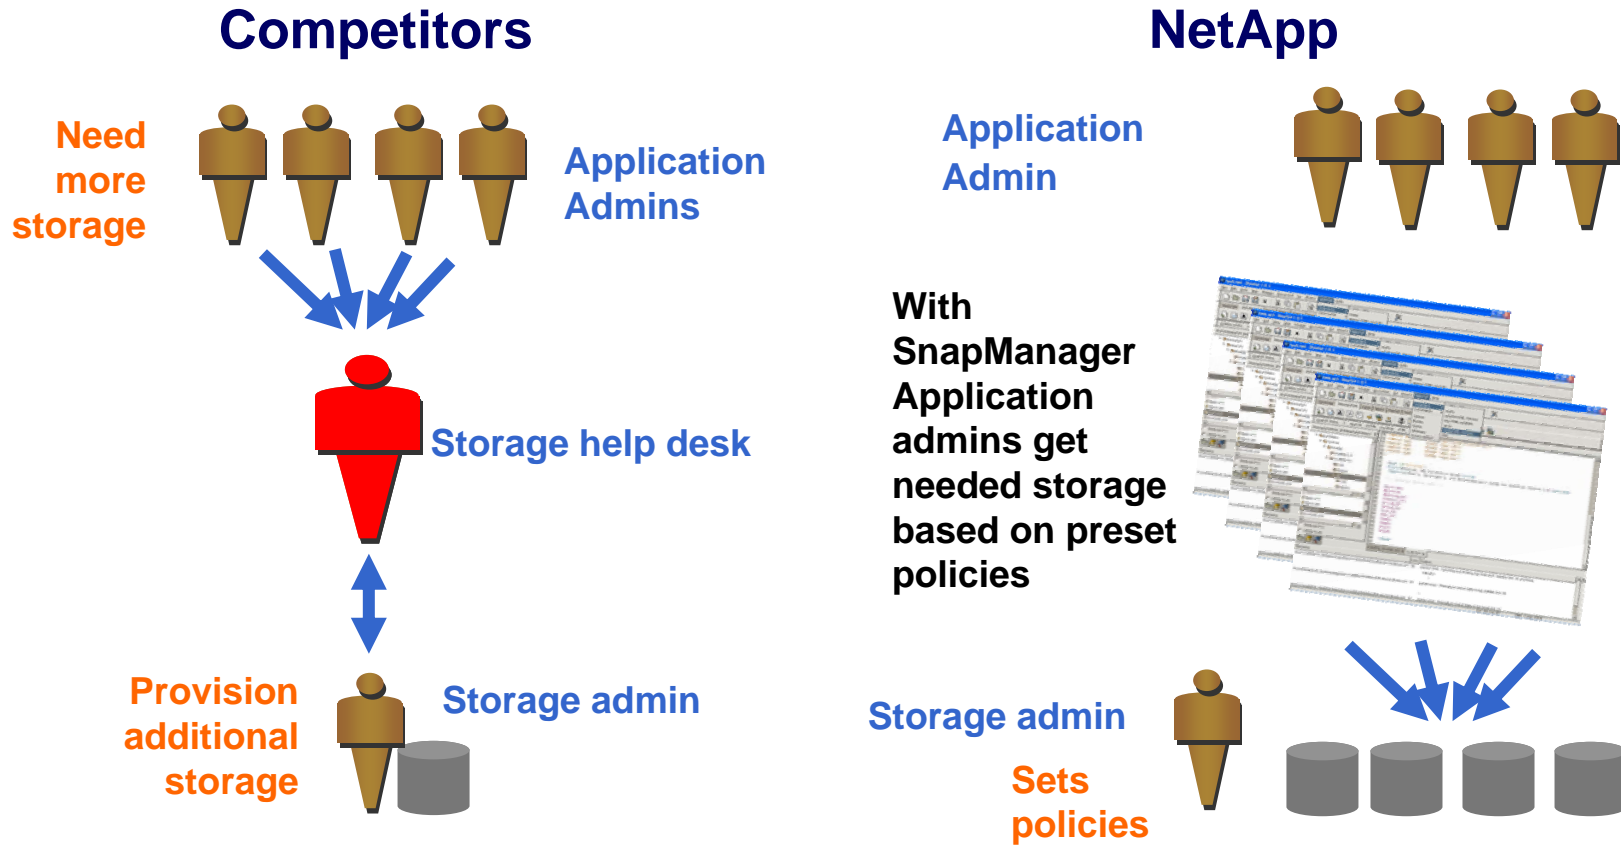 Competitors
Need
more
storage
Application
Admins
Storage help desk
Provision
additional
storage
Storage admin
NetApp
Application
Admin
With
SnapManager
Application
admins get
needed storage
based on preset
policies
Storage admin
Sets
policies